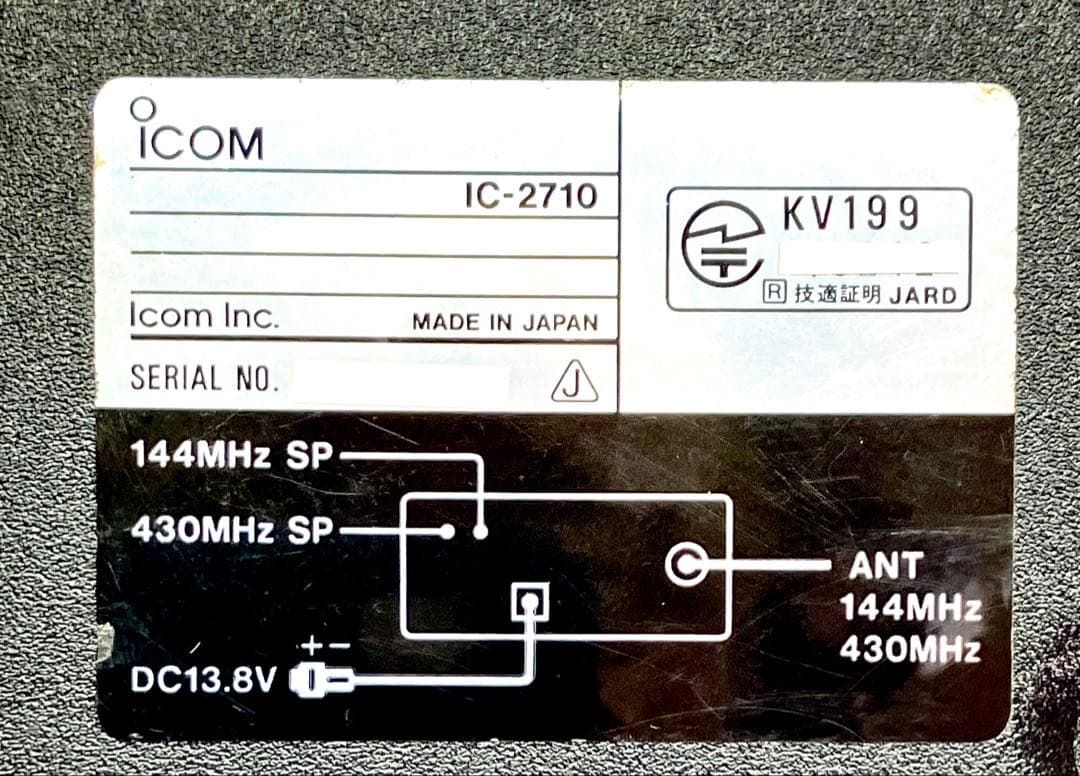 ICOM
IC-2710
Icom Inc.
MADE IN JAPAN
SERIAL NO.
J
KV199
R 技適証明 JARD
144MHz SP
430MHz SP
DC13.8V
+ −
ANT
144MHz
430MHz